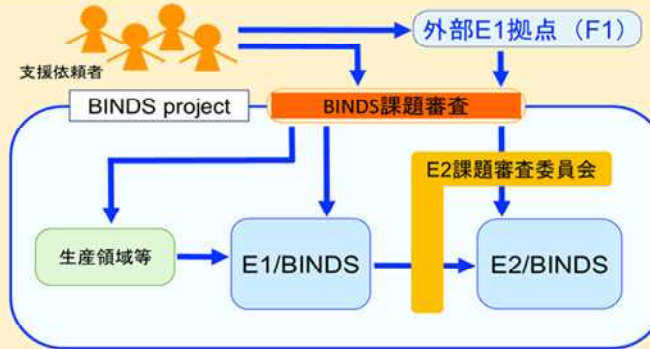 外部E1拠点（F1）
支援依頼者
BINDS project
BINDS課題審査
E2課題審査委員会
生産領域等
E1/BINDS
E2/BINDS